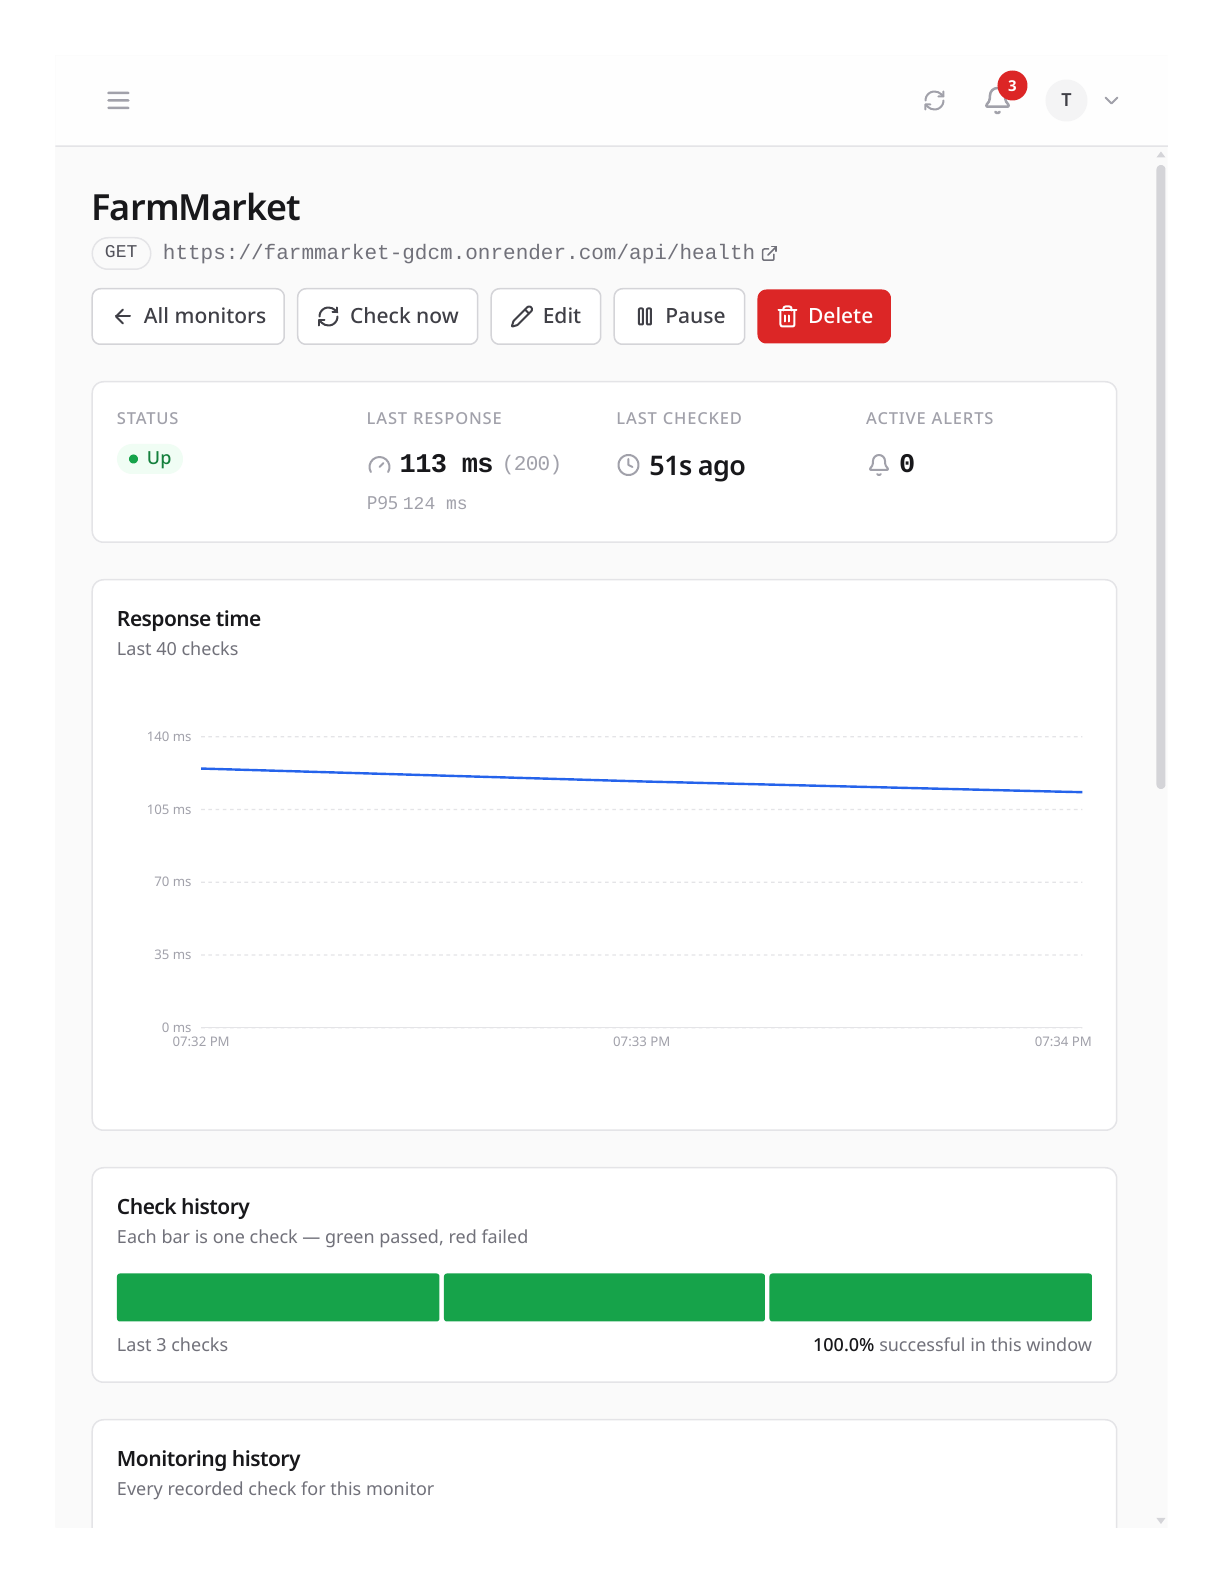 3
T
FarmMarket
GET https://farmmarket-gdcm.onrender.com/api/health
All monitors Check now Edit Pause Delete
STATUS LAST RESPONSE LAST CHECKED ACTIVE ALERTS
Up 113 ms (200) 51s ago 0
P95 124 ms
Response time
Last 40 checks
140 ms
105 ms
70 ms
35 ms
0 ms
07:32 PM 07:33 PM 07:34 PM
Check history
Each bar is one check — green passed, red failed
Last 3 checks 100.0% successful in this window
Monitoring history
Every recorded check for this monitor